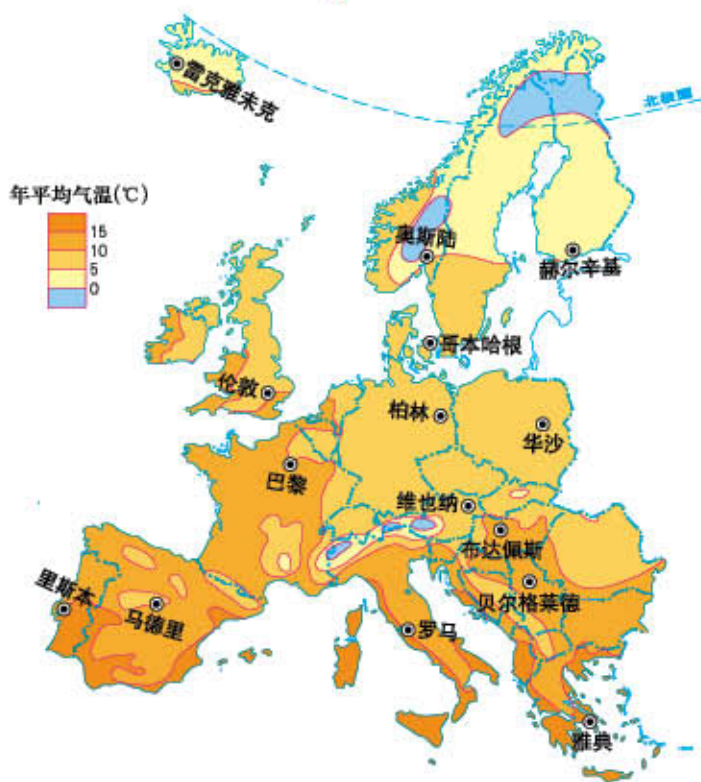 雷克雅未克
北极圈
年平均气温(℃)
15
10
5
0
奥斯陆
赫尔辛基
哥本哈根
伦敦
柏林
华沙
巴黎
维也纳
布达佩斯
里斯本
马德里
贝尔格莱德
罗马
雅典